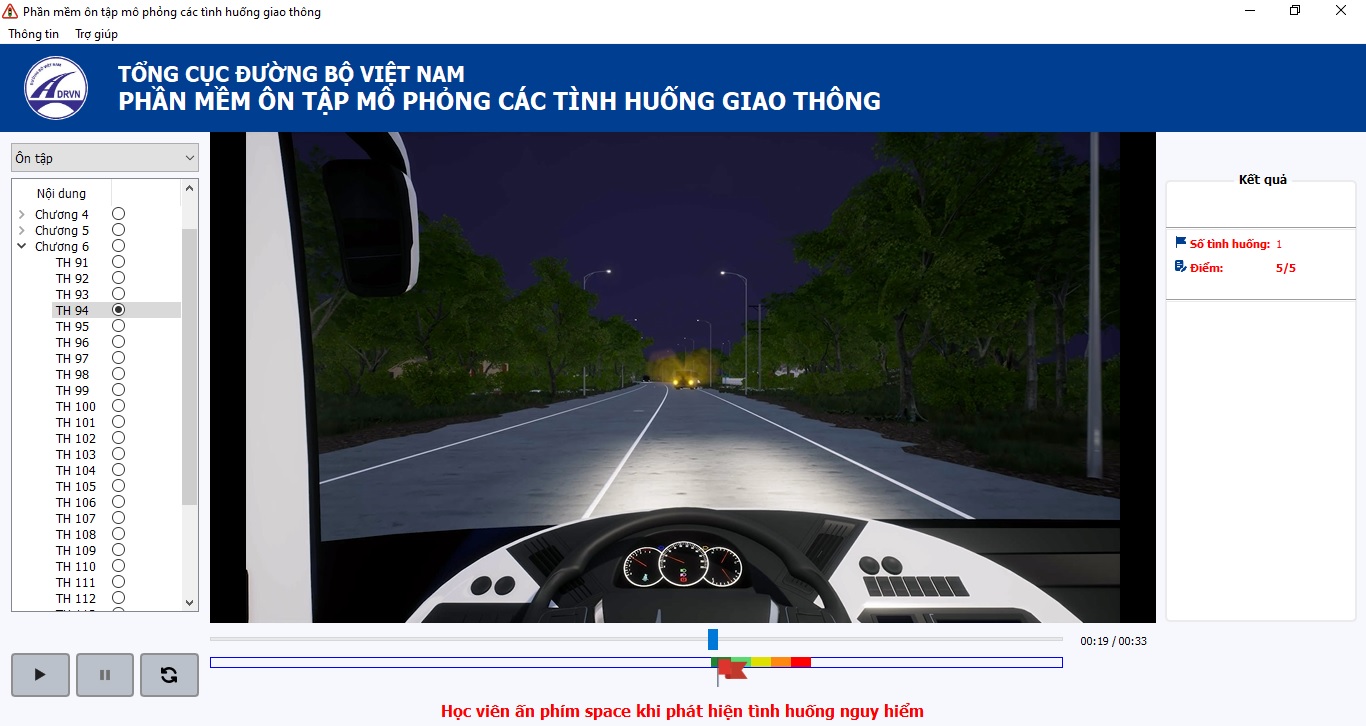 Phần mềm ôn tập mô phỏng các tình huống giao thông
Thông tin Trợ giúp
ĐƯỜNG BỘ VIỆT NAM
DRVN
TỔNG CỤC ĐƯỜNG BỘ VIỆT NAM
PHẦN MỀM ÔN TẬP MÔ PHỎNG CÁC TÌNH HUỐNG GIAO THÔNG
Ôn tập
Nội dung
Chương 4
Chương 5
Chương 6
TH 91
TH 92
TH 93
TH 94
TH 95
TH 96
TH 97
TH 98
TH 99
TH 100
TH 101
TH 102
TH 103
TH 104
TH 105
TH 106
TH 107
TH 108
TH 109
TH 110
TH 111
TH 112
Kết quả
Số tình huống: 1
Điểm: 5/5
00:19 / 00:33
Học viên ấn phím space khi phát hiện tình huống nguy hiểm